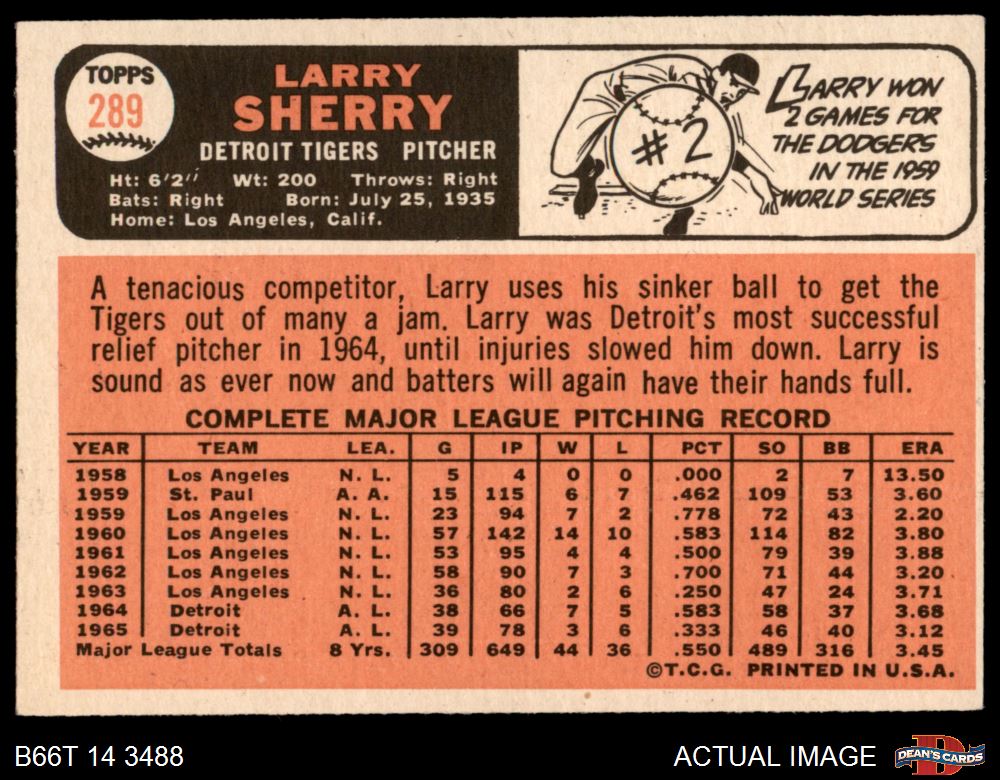 TOPPS
289
LARRY
SHERRY
DETROIT TIGERS PITCHER
Ht: 6'2" Wt: 200 Throws: Right
Bats: Right Born: July 25, 1935
Home: Los Angeles, Calif.
#2
LARRY WON
2 GAMES FOR
THE DODGERS
IN THE 1959
WORLD SERIES
A tenacious competitor, Larry uses his sinker ball to get the
Tigers out of many a jam. Larry was Detroit's most successful
relief pitcher in 1964, until injuries slowed him down. Larry is
sound as ever now and batters will again have their hands full.
COMPLETE MAJOR LEAGUE PITCHING RECORD
YEAR TEAM LEA. G IP W L PCT SO BB ERA
1958 Los Angeles N. L. 5 4 0 0 .000 2 7 13.50
1959 St. Paul A. A. 15 115 6 7 .462 109 53 3.60
1959 Los Angeles N. L. 23 94 7 2 .778 72 43 2.20
1960 Los Angeles N. L. 57 142 14 10 .583 114 82 3.80
1961 Los Angeles N. L. 53 95 4 4 .500 79 39 3.88
1962 Los Angeles N. L. 58 90 7 3 .700 71 44 3.20
1963 Los Angeles N. L. 36 80 2 6 .250 47 24 3.71
1964 Detroit A. L. 38 66 7 5 .583 58 37 3.68
1965 Detroit A. L. 39 78 3 6 .333 46 40 3.12
Major League Totals 8 Yrs. 309 649 44 36 .550 489 316 3.45
©T.C.G. PRINTED IN U.S.A.
B66T 14 3488
ACTUAL IMAGE
DEAN'S CARDS